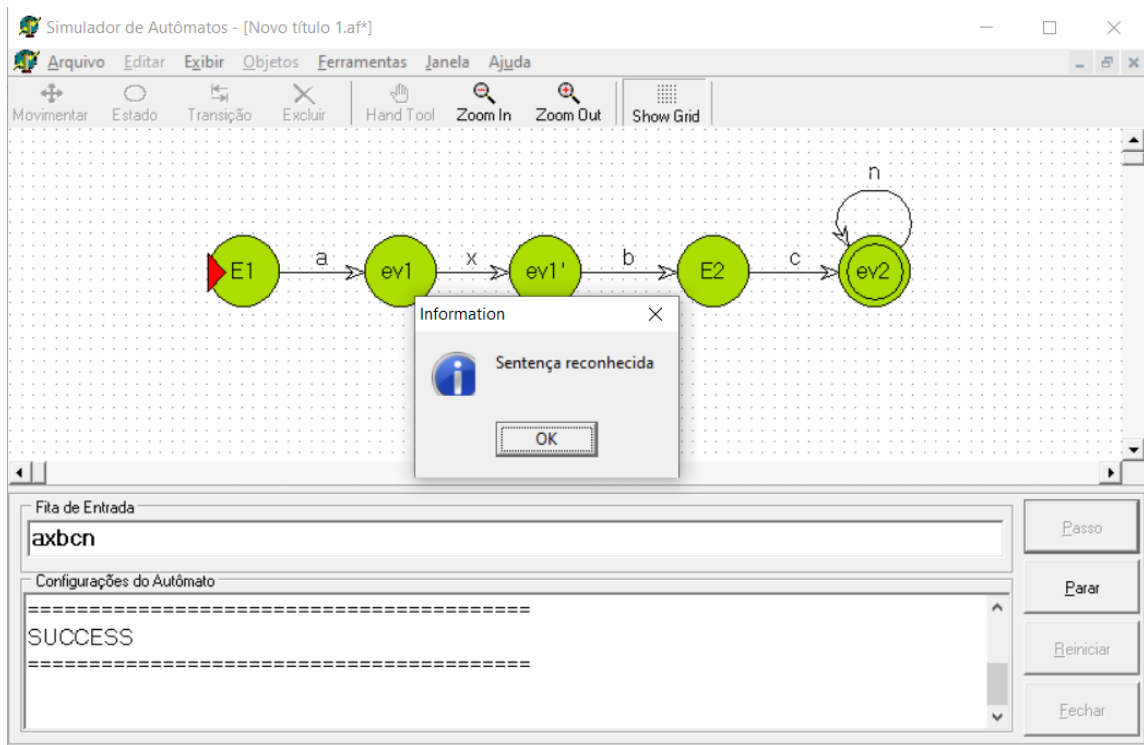 Simulador de Autômatos - [Novo título 1.af*]
Arquivo Editar Exibir Objetos Ferramentas Janela Ajuda
Movimentar Estado Transição Excluir Hand Tool Zoom In Zoom Out Show Grid
n
a x b c
E1 ev1 ev1' E2 ev2
Information
Sentença reconhecida
OK
Fita de Entrada
axbcn
Passo
Configurações do Autômato
Parar
=========================================
SUCCESS
=========================================
Reiniciar
Fechar